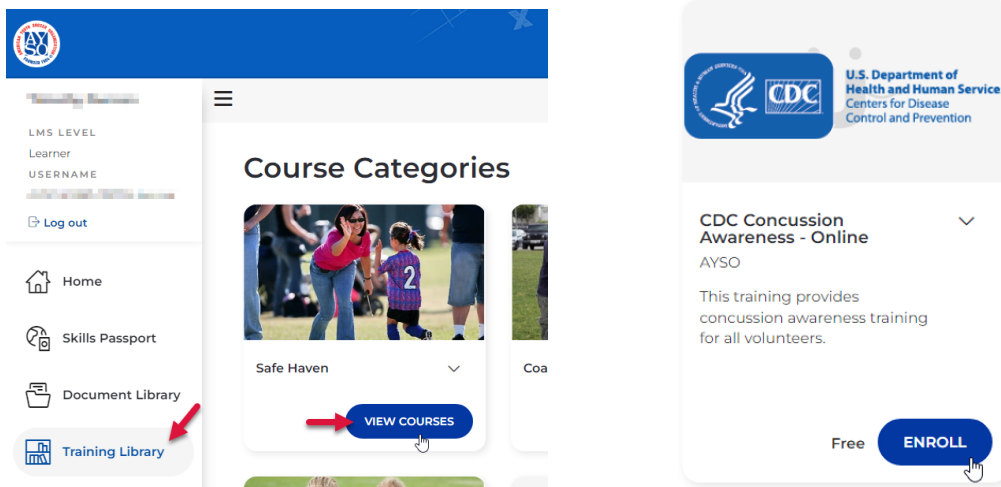 AYSO
LMS LEVEL
Learner
USERNAME
Log out
Home
Skills Passport
Document Library
Training Library
Course Categories
2
Safe Haven
VIEW COURSES
Coa
CDC
U.S. Department of
Health and Human Service
Centers for Disease
Control and Prevention
CDC Concussion
Awareness - Online
AYSO
This training provides
concussion awareness training
for all volunteers.
Free
ENROLL